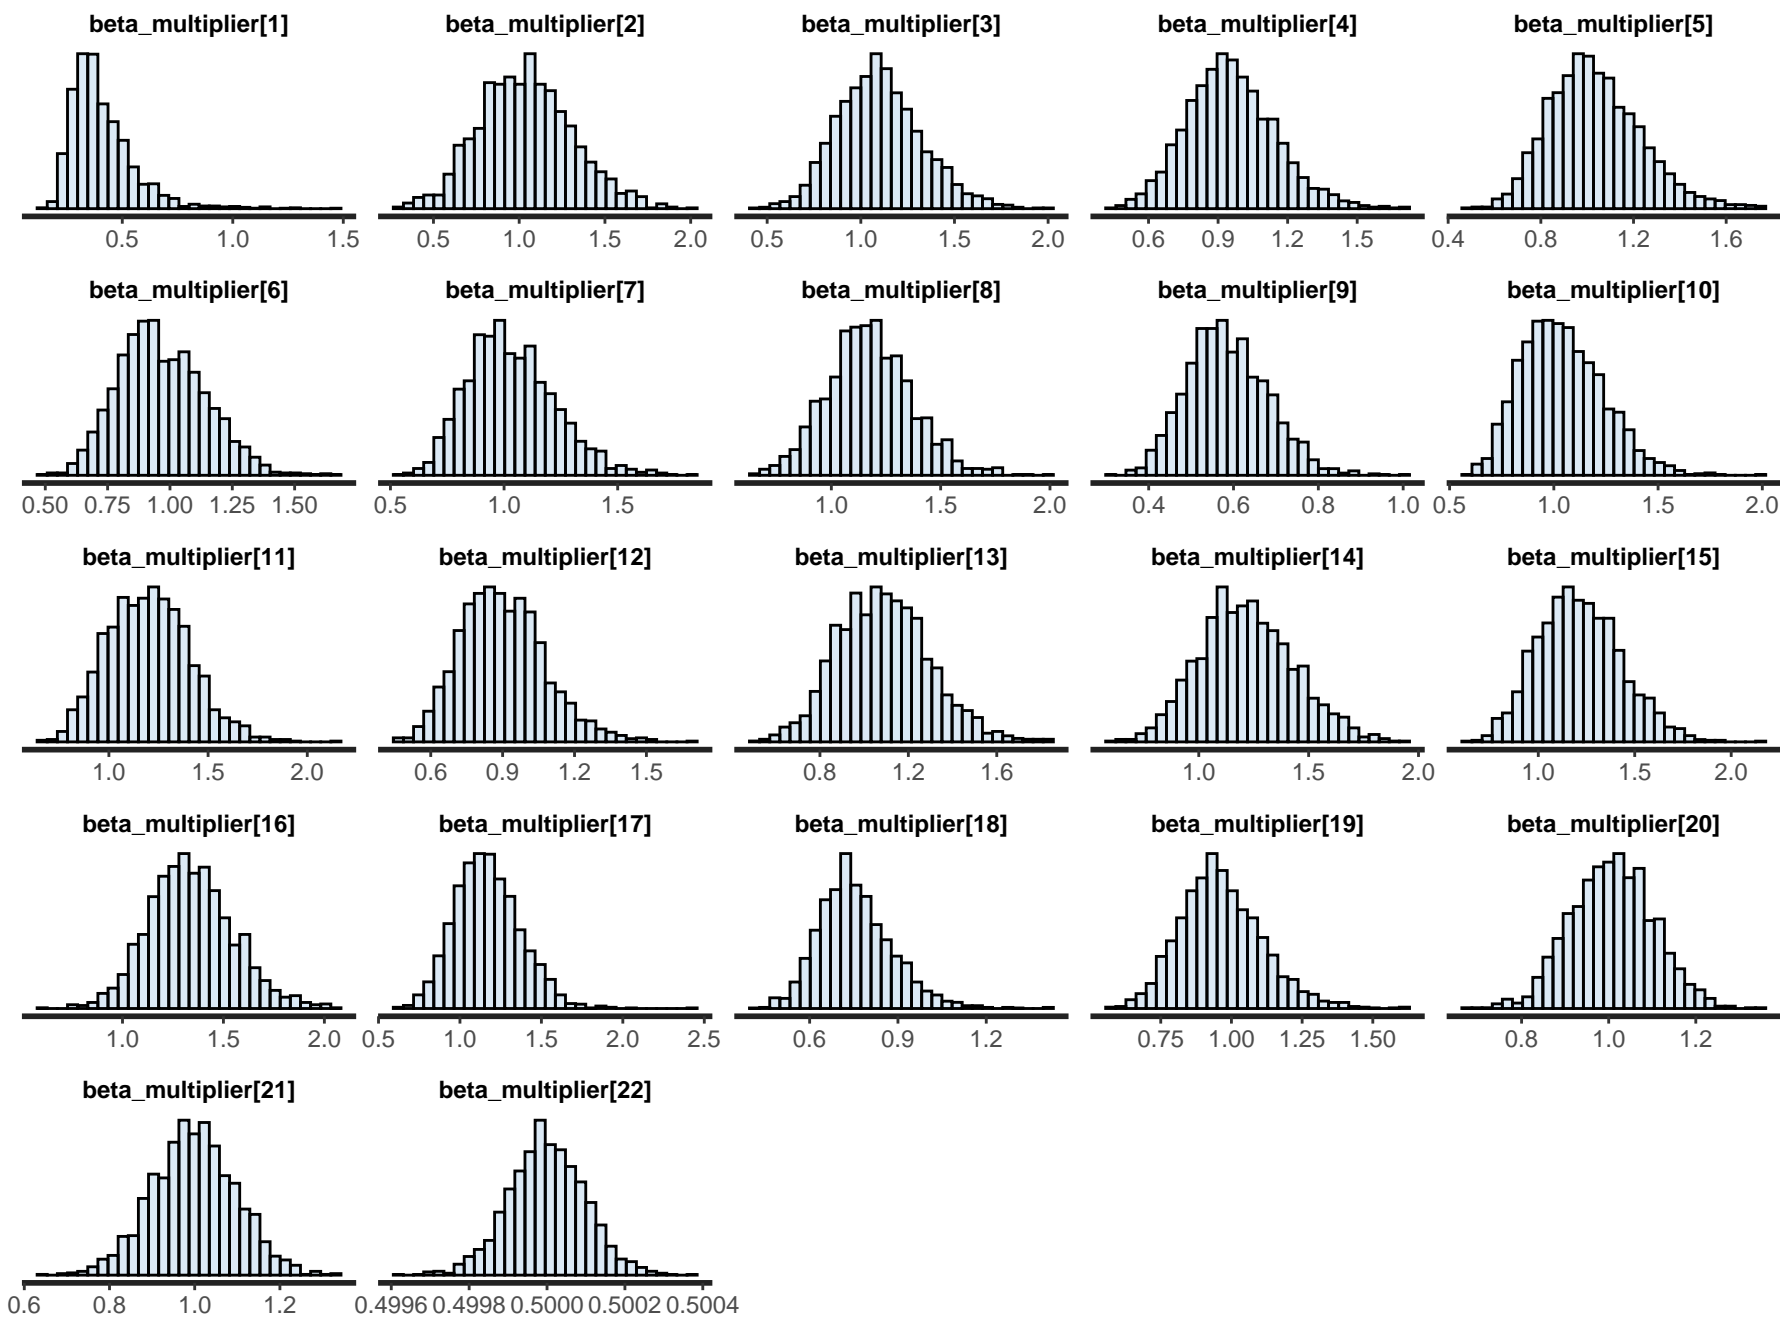 beta_multiplier[1] beta_multiplier[2] beta_multiplier[3] beta_multiplier[4] beta_multiplier[5]
0.5 1.0 1.5 0.5 1.0 1.5 2.0 0.5 1.0 1.5 2.0 0.6 0.9 1.2 1.5 0.4 0.8 1.2 1.6
beta_multiplier[6] beta_multiplier[7] beta_multiplier[8] beta_multiplier[9] beta_multiplier[10]
0.50 0.75 1.00 1.25 1.50 0.5 1.0 1.5 1.0 1.5 2.0 0.4 0.6 0.8 1.0 0.5 1.0 1.5 2.0
beta_multiplier[11] beta_multiplier[12] beta_multiplier[13] beta_multiplier[14] beta_multiplier[15]
1.0 1.5 2.0 0.6 0.9 1.2 1.5 0.8 1.2 1.6 1.0 1.5 2.0 1.0 1.5 2.0
beta_multiplier[16] beta_multiplier[17] beta_multiplier[18] beta_multiplier[19] beta_multiplier[20]
1.0 1.5 2.0 0.5 1.0 1.5 2.0 2.5 0.6 0.9 1.2 0.75 1.00 1.25 1.50 0.8 1.0 1.2
beta_multiplier[21] beta_multiplier[22]
0.6 0.8 1.0 1.2 0.4996 0.4998 0.5000 0.5002 0.5004